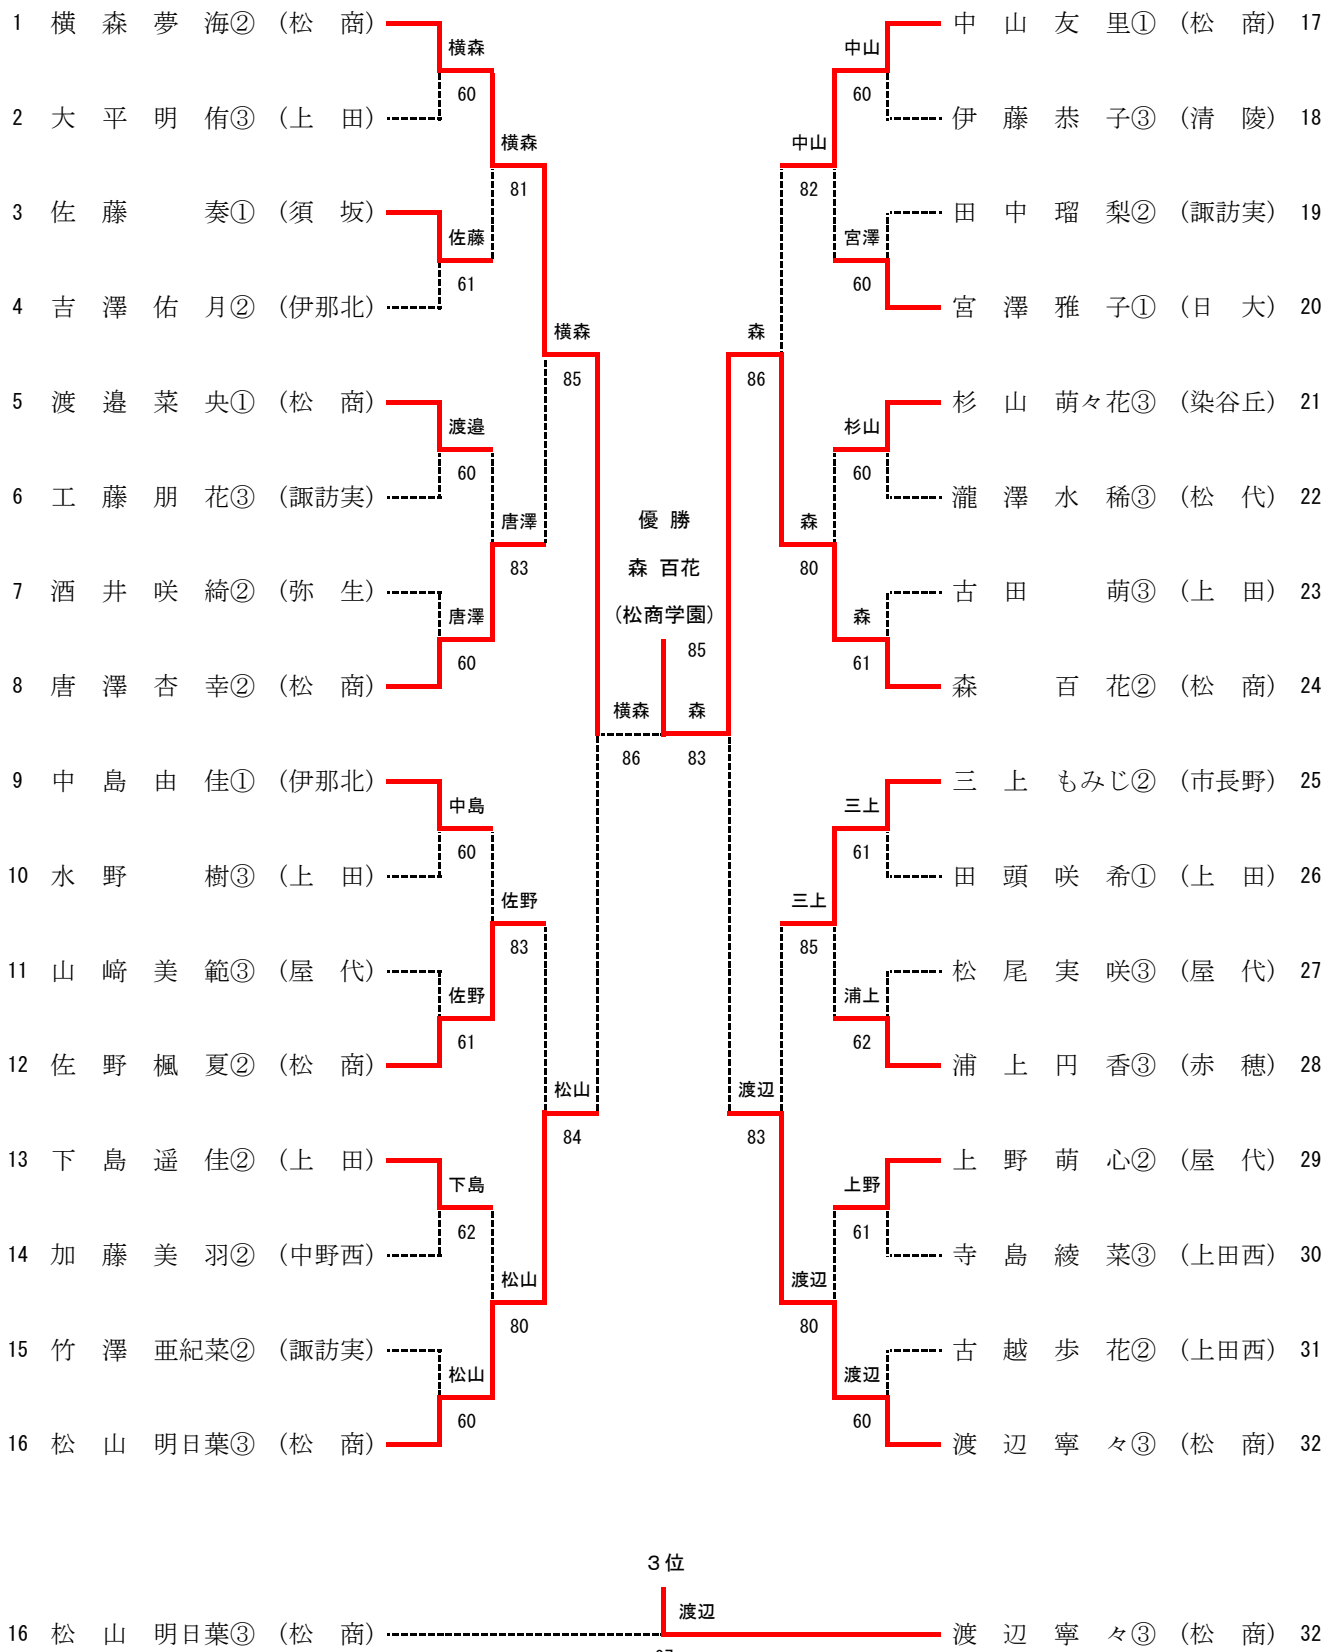 1 横 森 夢 海② (松 商)
2 大 平 明 侑③ (上 田)
3 佐 藤 奏① (須 坂)
4 吉 澤 佑 月② (伊那北)
5 渡 邉 菜 央① (松 商)
6 工 藤 朋 花③ (諏訪実)
7 酒 井 咲 綺② (弥 生)
8 唐 澤 杏 幸② (松 商)
9 中 島 由 佳① (伊那北)
10 水 野 樹③ (上 田)
11 山 﨑 美 範③ (屋 代)
12 佐 野 楓 夏② (松 商)
13 下 島 遥 佳② (上 田)
14 加 藤 美 羽② (中野西)
15 竹 澤 亜紀菜② (諏訪実)
16 松 山 明日葉③ (松 商)
横森
60
佐藤
61
渡邉
60
唐澤
60
中島
60
佐野
61
下島
62
松山
60
横森
81
唐澤
83
佐野
83
松山
80
横森
85
松山
84
横森
86
優 勝
森 百花
(松商学園)
85
森
83
森
86
渡辺
83
中山
82
森
80
三上
85
渡辺
80
中山
60
宮澤
60
杉山
60
森
61
三上
61
浦上
62
上野
61
渡辺
60
中 山 友 里① (松 商) 17
伊 藤 恭 子③ (清 陵) 18
田 中 瑠 梨② (諏訪実) 19
宮 澤 雅 子① (日 大) 20
杉 山 萌々花③ (染谷丘) 21
瀧 澤 水 稀③ (松 代) 22
古 田 萌③ (上 田) 23
森 百 花② (松 商) 24
三 上 もみじ② (市長野) 25
田 頭 咲 希① (上 田) 26
松 尾 実 咲③ (屋 代) 27
浦 上 円 香③ (赤 穂) 28
上 野 萌 心② (屋 代) 29
寺 島 綾 菜③ (上田西) 30
古 越 歩 花② (上田西) 31
渡 辺 寧 々③ (松 商) 32
３位
渡辺
16 松 山 明日葉③ (松 商)
渡 辺 寧 々③ (松 商) 32